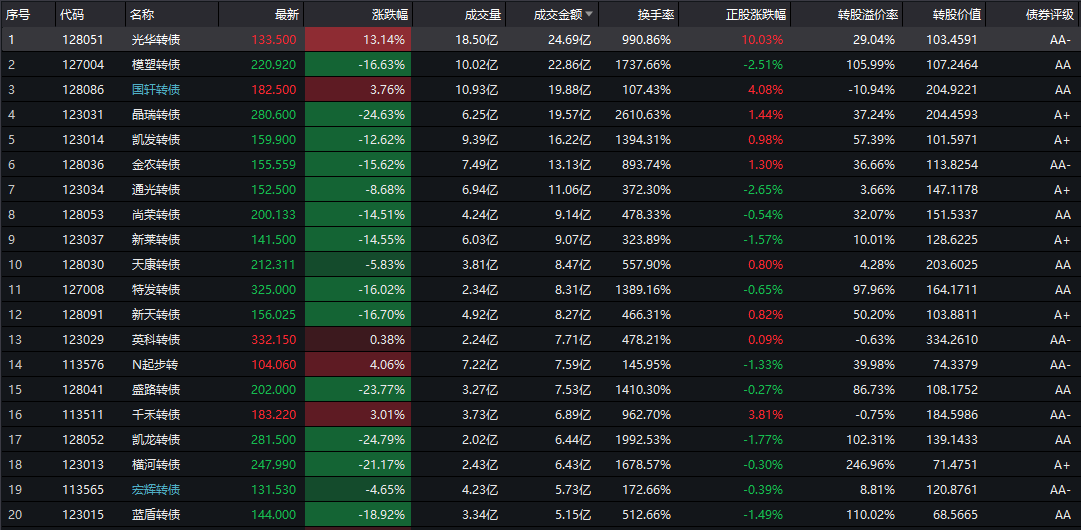 序号 代码 名称 最新 涨跌幅 成交量 成交金额 换手率 正股涨跌幅 转股溢价率 转股价值 债券评级
1 128051 光华转债 133.500 13.14% 18.50亿 24.69亿 990.86% 10.03% 29.04% 103.4591 AA-
2 127004 模塑转债 220.920 -16.63% 10.02亿 22.86亿 1737.66% -2.51% 105.99% 107.2464 AA
3 128086 国轩转债 182.500 3.76% 10.93亿 19.88亿 107.43% 4.08% -10.94% 204.9221 AA
4 123031 晶瑞转债 280.600 -24.63% 6.25亿 19.57亿 2610.63% 1.44% 37.24% 204.4593 A+
5 123014 凯发转债 159.900 -12.62% 9.39亿 16.22亿 1394.31% 0.98% 57.39% 101.5971 A+
6 128036 金农转债 155.559 -15.62% 7.49亿 13.13亿 893.74% 1.30% 36.66% 113.8254 AA-
7 123034 通光转债 152.500 -8.68% 6.94亿 11.06亿 372.30% -2.65% 3.66% 147.1178 A+
8 128053 尚荣转债 200.133 -14.51% 4.24亿 9.14亿 478.33% -0.54% 32.07% 151.5337 AA
9 123037 新莱转债 141.500 -14.55% 6.03亿 9.07亿 323.89% -1.57% 10.01% 128.6225 A+
10 128030 天康转债 212.311 -5.83% 3.81亿 8.47亿 557.90% 0.80% 4.28% 203.6025 AA
11 127008 特发转债 325.000 -16.02% 2.34亿 8.31亿 1389.16% -0.65% 97.96% 164.1711 AA
12 128091 新天转债 156.025 -16.70% 4.92亿 8.27亿 466.31% 0.82% 50.20% 103.8811 A+
13 123029 英科转债 332.150 0.38% 2.24亿 7.71亿 478.21% 0.09% -0.63% 334.2610 AA-
14 113576 N起步转 104.060 4.06% 7.22亿 7.59亿 145.95% -1.33% 39.98% 74.3379 AA-
15 128041 盛路转债 202.000 -23.77% 3.27亿 7.53亿 1410.30% -0.27% 86.73% 108.1752 AA
16 113511 千禾转债 183.220 3.01% 3.73亿 6.89亿 962.70% 3.81% -0.75% 184.5986 AA-
17 128052 凯龙转债 281.500 -24.79% 2.02亿 6.44亿 1992.53% -1.77% 102.31% 139.1433 AA
18 123013 横河转债 247.990 -21.17% 2.43亿 6.43亿 1678.57% -0.30% 246.96% 71.4751 A+
19 113565 宏辉转债 131.530 -4.65% 4.23亿 5.73亿 172.66% -0.39% 8.81% 120.8761 AA-
20 123015 蓝盾转债 144.000 -18.92% 3.34亿 5.15亿 512.66% -1.49% 110.02% 68.5665 AA